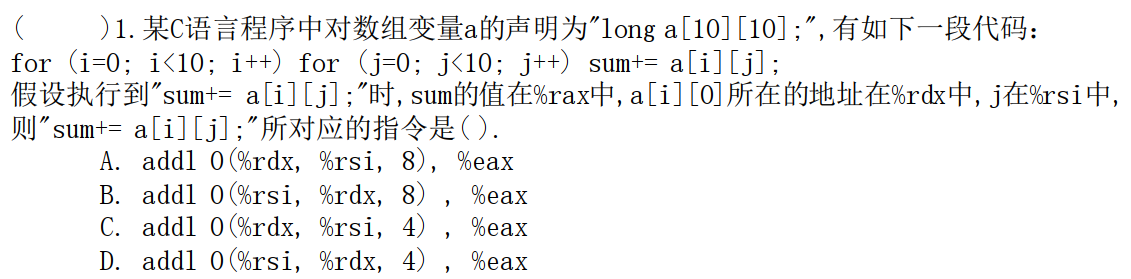 (      )1.某C语言程序中对数组变量a的声明为"long a[10][10];",有如下一段代码:
for (i=0; i<10; i++) for (j=0; j<10; j++) sum+= a[i][j];
假设执行到"sum+= a[i][j];"时,sum的值在%rax中,a[i][0]所在的地址在%rdx中,j在%rsi中,
则"sum+= a[i][j];"所对应的指令是().
A. addl 0(%rdx, %rsi, 8), %eax
B. addl 0(%rsi, %rdx, 8) , %eax
C. addl 0(%rdx, %rsi, 4) , %eax
D. addl 0(%rsi, %rdx, 4) , %eax